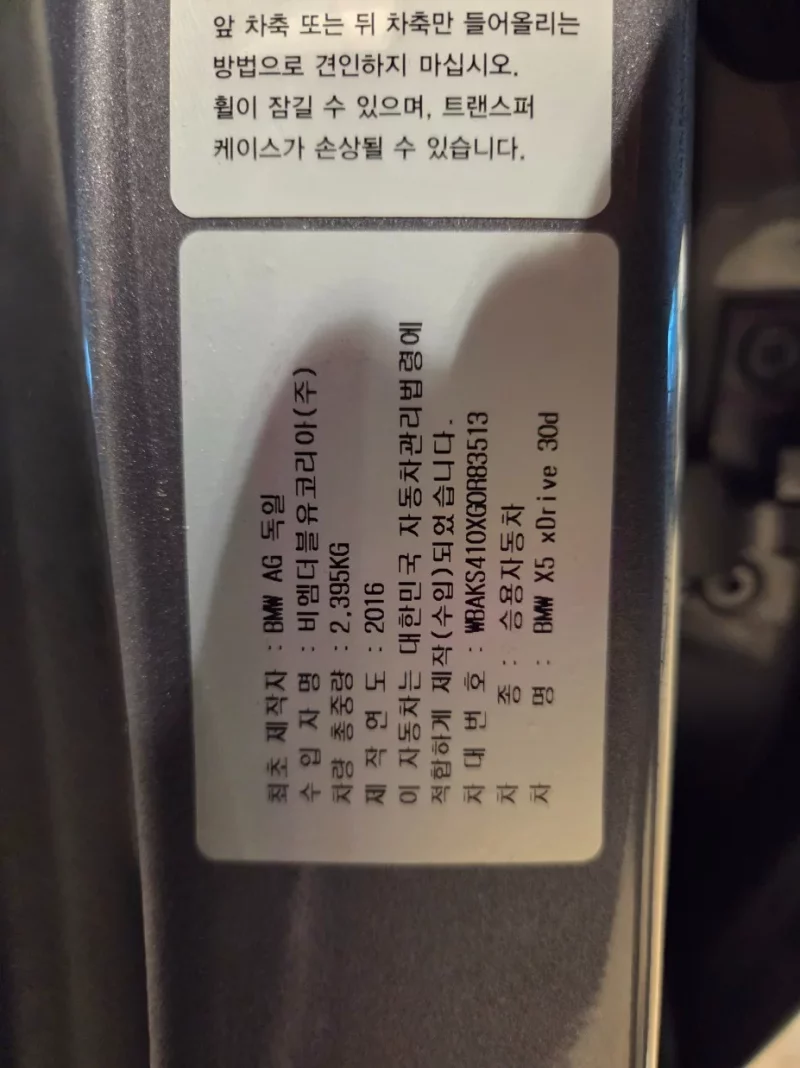 앞 차축 또는 뒤 차축만 들어올리는
방법으로 견인하지 마십시오.
휠이 잠길 수 있으며, 트랜스퍼
케이스가 손상될 수 있습니다.
최초 제작자 : BMW AG 독일
수 입 자 명 : 비엠더블유코리아(주)
차량 총중량 : 2,395KG
제 작 연 도 : 2016
이 자동차는 대한민국 자동차관리법령에
적합하게 제작(수입)되었습니다.
차 대 번 호 : WBAKS410XG0R83513
차 종 : 승용자동차
차 명 : BMW X5 xDrive 30d